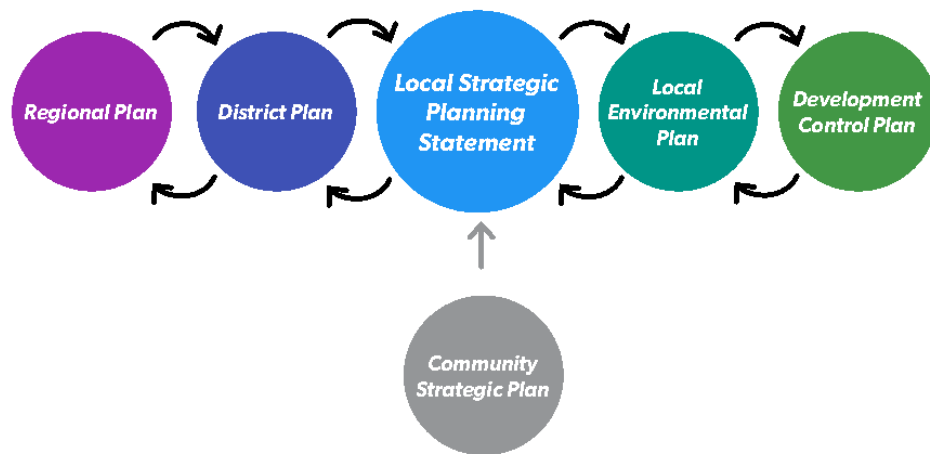 Regional Plan
District Plan
Local Strategic
Planning
Statement
Local
Environmental
Plan
Development
Control Plan
Community
Strategic Plan